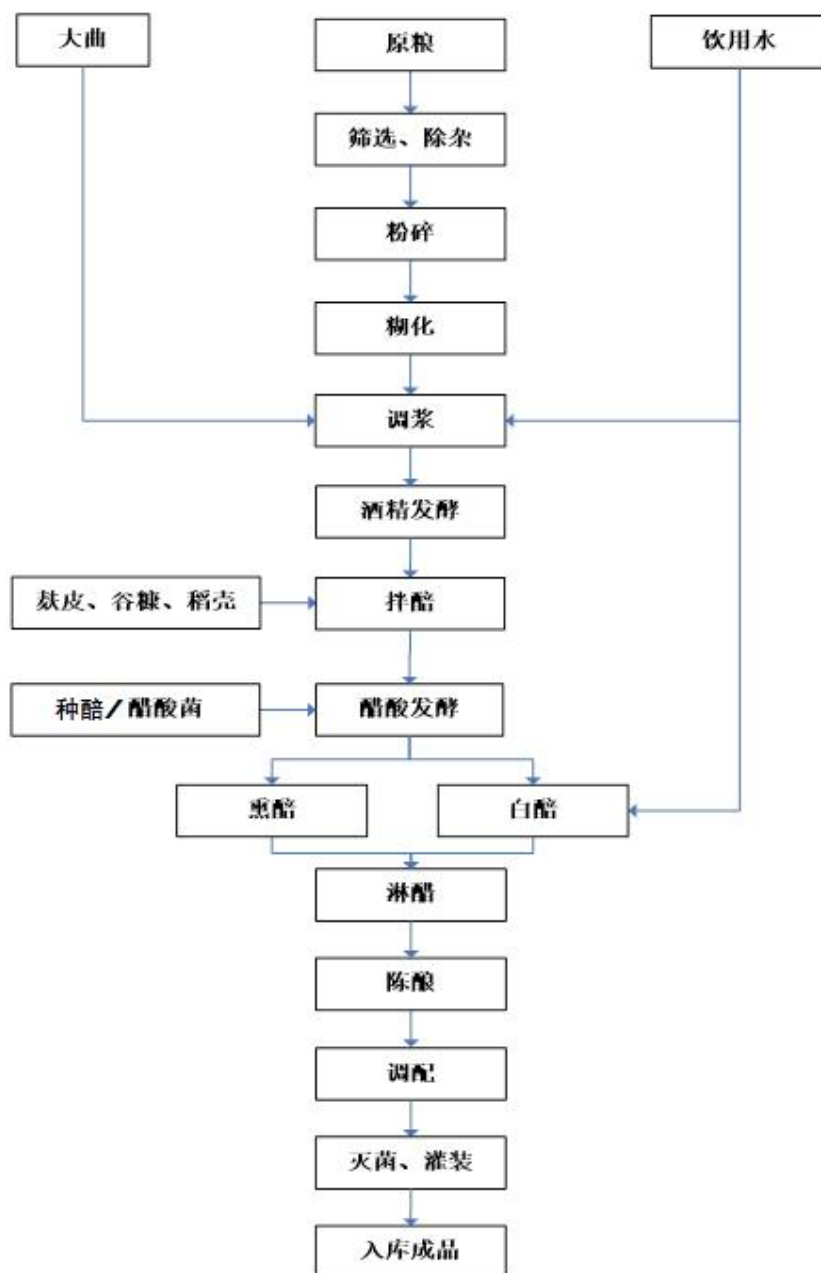 大曲
原粮
饮用水
筛选、除杂
粉碎
糊化
调浆
酒精发酵
麸皮、谷糠、稻壳
拌醅
种醅/醋酸菌
醋酸发酵
熏醅
白醅
淋醋
陈酿
调配
灭菌、灌装
入库成品